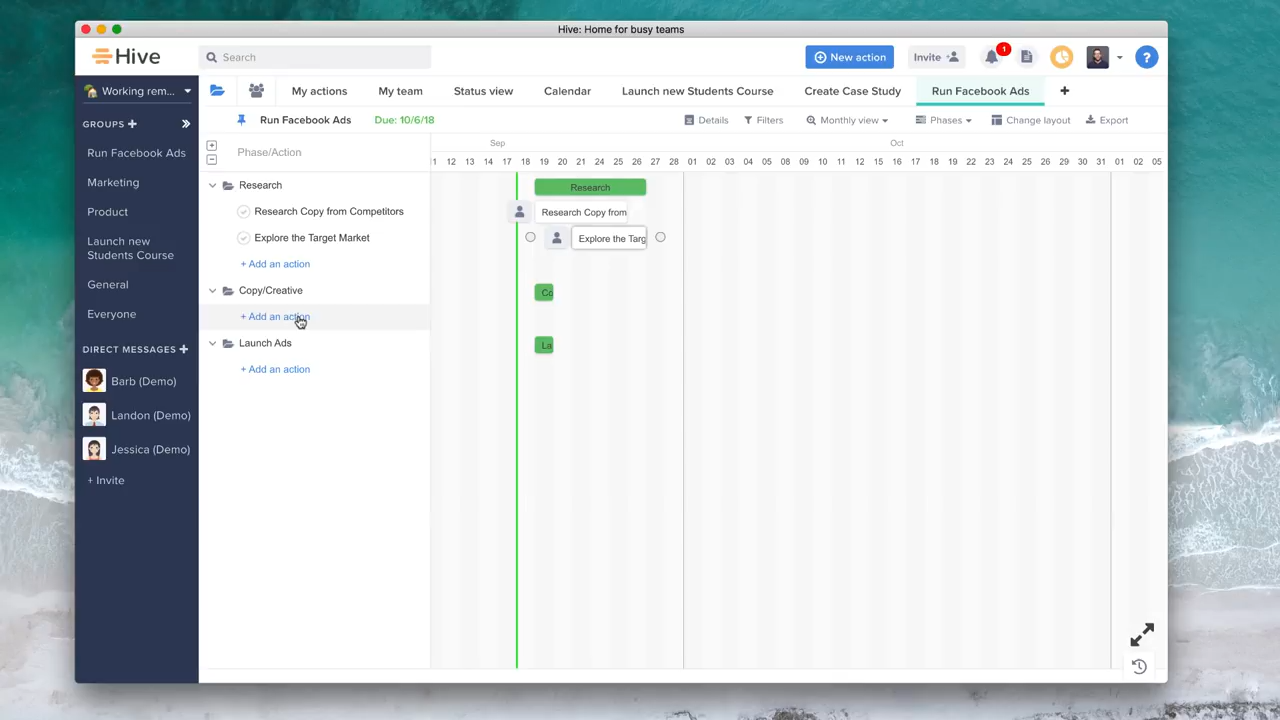 Hive: Home for busy teams
Hive
Search
New action
Invite
1
?
Working rem...
My actions
My team
Status view
Calendar
Launch new Students Course
Create Case Study
Run Facebook Ads
+
GROUPS +
Run Facebook Ads
Due: 10/6/18
Details
Filters
Monthly view
Phases
Change layout
Export
Run Facebook Ads
Marketing
Product
Launch new
Students Course
General
Everyone
DIRECT MESSAGES +
Barb (Demo)
Landon (Demo)
Jessica (Demo)
+ Invite
Phase/Action
Sep
Oct
11 12 13 14 16 17 18 19 20 24 25 26 27 28 01 02 03 04 05 08 09 10 11 12 15 16 17 18 19 22 23 24 25 26 29 30 31 01 02 05
Research
Research
Research Copy from Competitors
Research Copy from
Explore the Target Market
Explore the Targ
+ Add an action
Copy/Creative
Co
+ Add an action
Launch Ads
La
+ Add an action